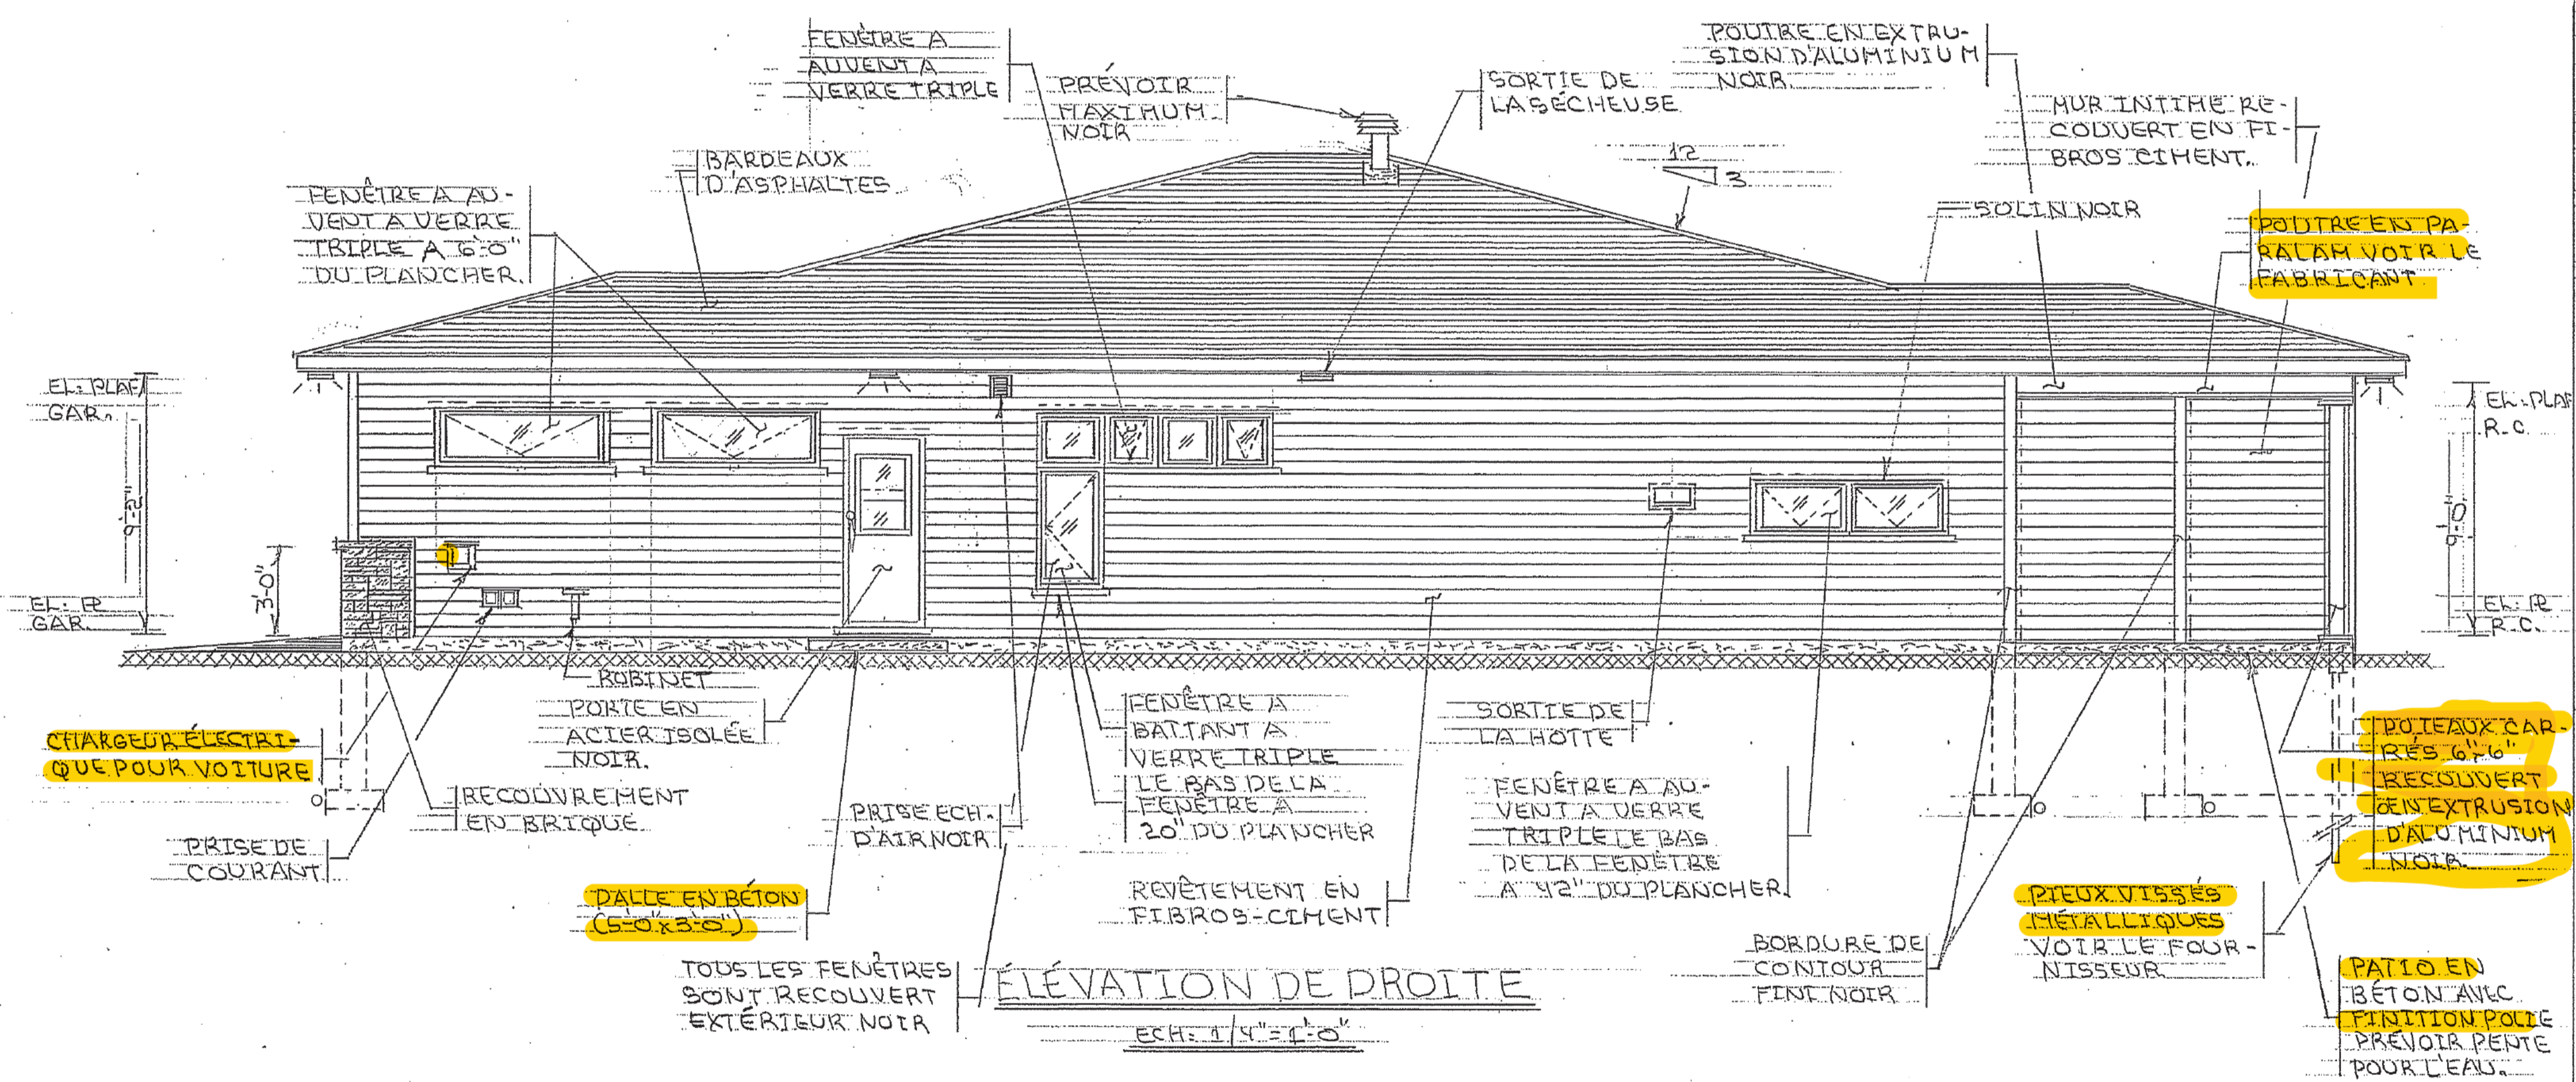 FENÊTRE A
AUVENT A
VERRE TRIPLE
PRÉVOIR
MAXIMUM
NOIR
SORTIE DE
LA SÉCHEUSE
POUTRE EN EXTRU-
SION D'ALUMINIUM
NOIR
MUR INTIME RE-
COUVERT EN FI-
BROS CIMENT.
BARDEAUX
D'ASPHALTES
FENÊTRE A AU-
VENT A VERRE
TRIPLE A 6'-0"
DU PLANCHER.
12
3
SOLIN NOIR
POUTRE EN PA-
RALAM VOIR LE
FABRICANT
EL: PLAF
GAR.
9'-2"
3'-0"
EL: PL
GAR.
EL.: PLAF
R.C.
9'-0"
EL: PL
R.C.
ROBINET
PORTE EN
ACIER ISOLÉE
NOIR.
CHARGEUR ÉLECTRI-
QUE POUR VOITURE
RECOUVREMENT
EN BRIQUE
PRISE DE
COURANT
PRISE ECH.
D'AIR NOIR
FENÊTRE A
BATTANT A
VERRE TRIPLE
LE BAS DE LA
FENÊTRE A
20" DU PLANCHER
SORTIE DE
LA HOTTE
FENÊTRE A AU-
VENT A VERRE
TRIPLE LE BAS
DE LA FENÊTRE
A 42" DU PLANCHER.
POTEAUX CAR-
RÉS 6"x6"
RECOUVERT
EN EXTRUSION
D'ALUMINIUM
NOIR.
DALLE EN BÉTON
(5'-0"x3'-0")
REVÊTEMENT EN
FIBROS-CIMENT
PIEUX VISSÉS
MÉTALLIQUES
VOIR LE FOUR-
NISSEUR
BORDURE DE
CONTOUR
FINI NOIR
PATIO EN
BÉTON AVEC
FINITION POLIE
PRÉVOIR PENTE
POUR L'EAU.
TOUS LES FENÊTRES
SONT RECOUVERT
EXTÉRIEUR NOIR
ÉLÉVATION DE DROITE
ECH: 1/4"=1'-0"